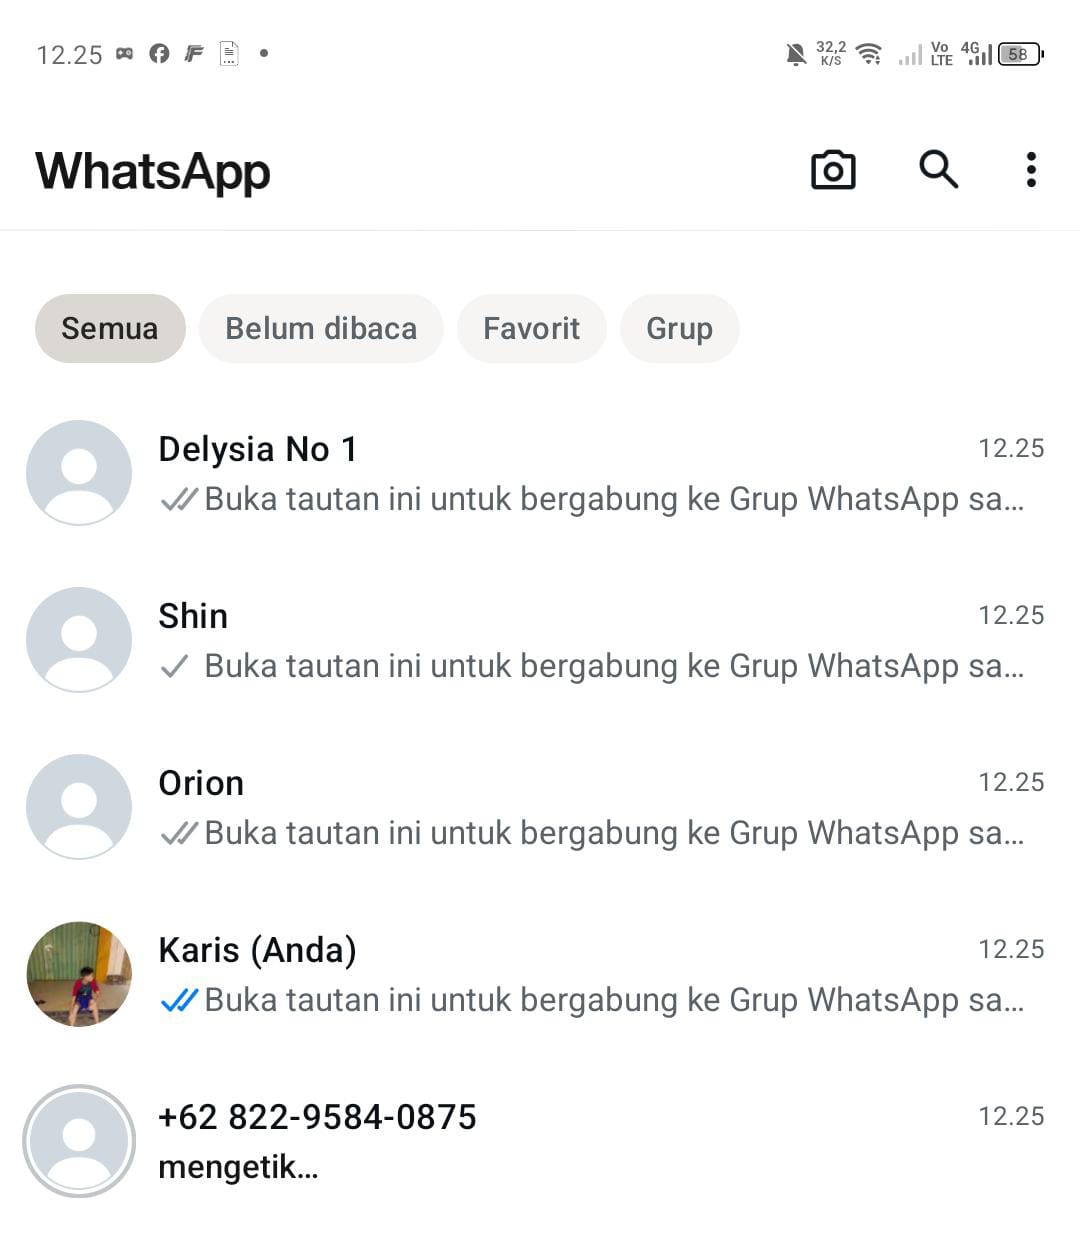 12.25
32,2 K/S Vo LTE 4G 58
WhatsApp
Semua Belum dibaca Favorit Grup
Delysia No 1 12.25
Buka tautan ini untuk bergabung ke Grup WhatsApp sa...
Shin 12.25
Buka tautan ini untuk bergabung ke Grup WhatsApp sa...
Orion 12.25
Buka tautan ini untuk bergabung ke Grup WhatsApp sa...
Karis (Anda) 12.25
Buka tautan ini untuk bergabung ke Grup WhatsApp sa...
+62 822-9584-0875 12.25
mengetik...